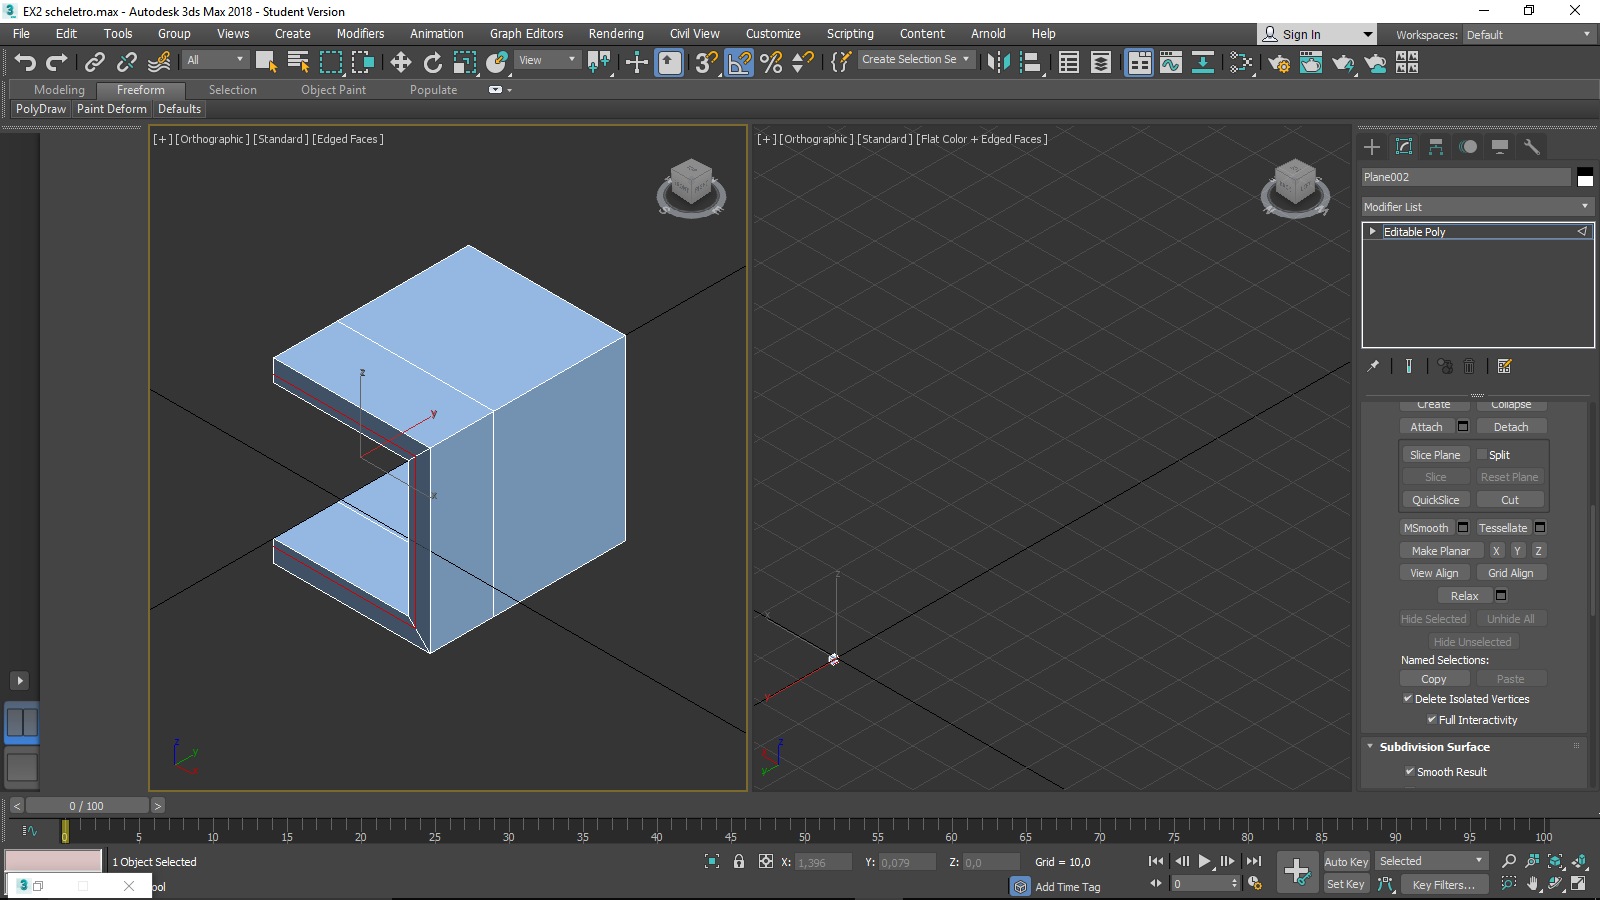 EX2 scheletro.max - Autodesk 3ds Max 2018 - Student Version
File Edit Tools Group Views Create Modifiers Animation Graph Editors Rendering Civil View Customize Scripting Content Arnold Help Sign In Workspaces: Default
All View Create Selection Se
Modeling Freeform Selection Object Paint Populate
PolyDraw Paint Deform Defaults
[+] [Orthographic] [Standard] [Edged Faces]
[+] [Orthographic] [Standard] [Flat Color + Edged Faces]
Plane002
Modifier List
Editable Poly
Create Collapse
Attach Detach
Slice Plane Split
Slice Reset Plane
QuickSlice Cut
MSmooth Tessellate
Make Planar X Y Z
View Align Grid Align
Relax
Hide Selected Unhide All
Hide Unselected
Named Selections:
Copy Paste
Delete Isolated Vertices
Full Interactivity
Subdivision Surface
Smooth Result
z
y
x
z
z y x
z y
< 0 / 100 >
0 5 10 15 20 25 30 35 40 45 50 55 60 65 70 75 80 85 90 95 100
1 Object Selected X: 1,396 Y: 0,079 Z: 0,0 Grid = 10,0 Auto Key Selected
ool Add Time Tag 0 Set Key Key Filters...